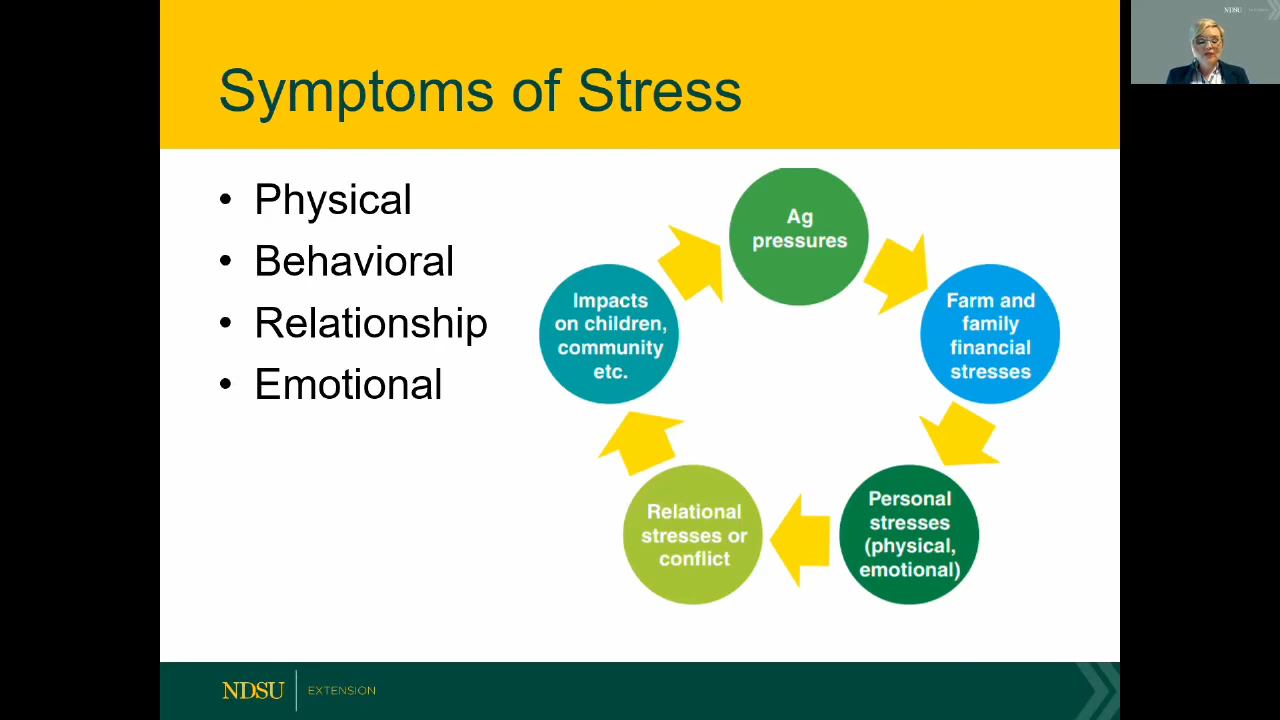 Symptoms of Stress
• Physical
• Behavioral
• Relationship
• Emotional
Ag
pressures
Farm and
family
financial
stresses
Personal
stresses
(physical,
emotional)
Relational
stresses or
conflict
Impacts
on children,
community
etc.
NDSU
EXTENSION
NDSU